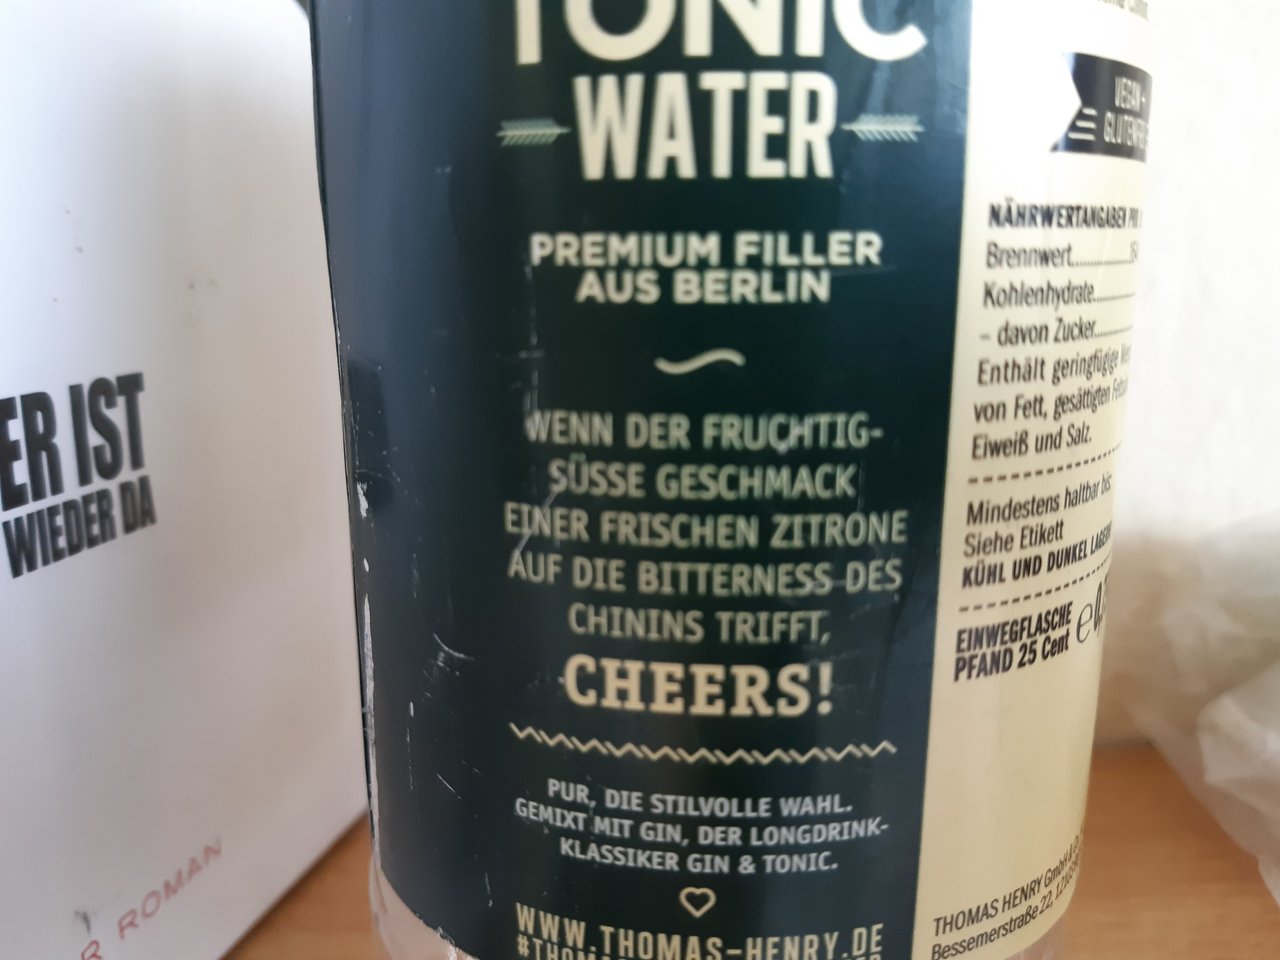 ER IST
WIEDER DA
ROMAN
TONIC
WATER
PREMIUM FILLER
AUS BERLIN
WENN DER FRUCHTIG-
SÜSSE GESCHMACK
EINER FRISCHEN ZITRONE
AUF DIE BITTERNESS DES
CHININS TRIFFT,
CHEERS!
PUR, DIE STILVOLLE WAHL.
GEMIXT MIT GIN, DER LONGDRINK-
KLASSIKER GIN & TONIC.
WWW.THOMAS-HENRY.DE
VEGAN –
NÄHRWERTANGABEN
Brennwert
Kohlenhydrate
– davon Zucker
Enthält geringfügige
von Fett, gesättigten
Eiweiß und Salz.
Mindestens haltbar bis:
Siehe Etikett
KÜHL UND DUNKEL
EINWEGFLASCHE
PFAND 25 Cent
THOMAS HENRY GmbH &
Bessemerstraße 22,